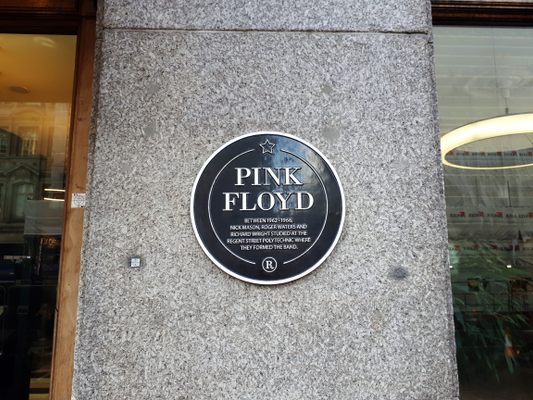 PINK
FLOYD
BETWEEN 1962-1966,
NICK MASON, ROGER WATERS AND
RICHARD WRIGHT STUDIED AT THE
REGENT STREET POLYTECHNIC WHERE
THEY FORMED THE BAND.
R